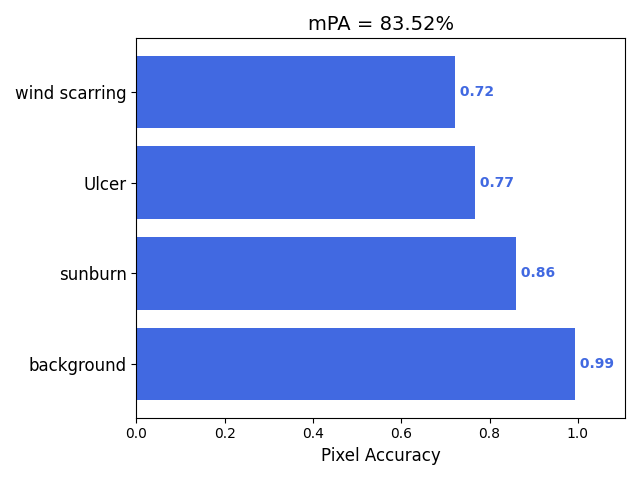 mPA = 83.52%
wind scarring
0.72
Ulcer
0.77
sunburn
0.86
background
0.99
0.0 0.2 0.4 0.6 0.8 1.0
Pixel Accuracy